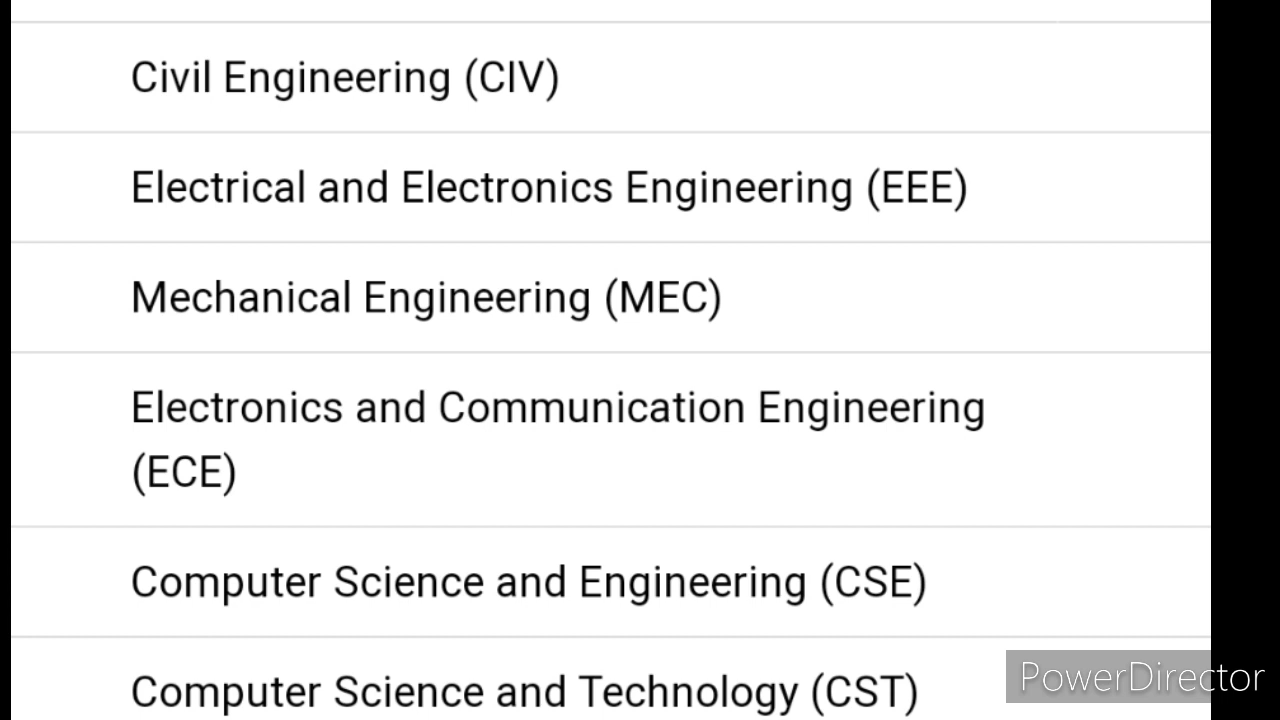 Civil Engineering (CIV)
Electrical and Electronics Engineering (EEE)
Mechanical Engineering (MEC)
Electronics and Communication Engineering
(ECE)
Computer Science and Engineering (CSE)
Computer Science and Technology (CST)
PowerDirector